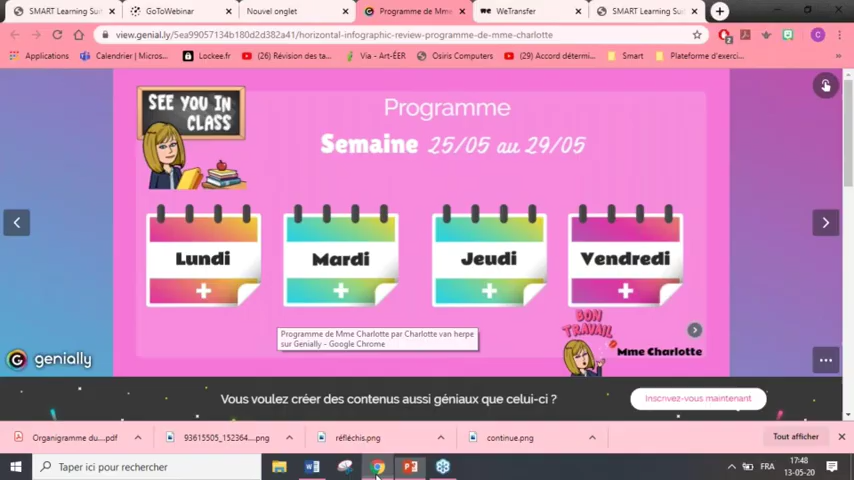 SMART Learning Sui
GoToWebinar
Nouvel onglet
Programme de Mme
WeTransfer
SMART Learning Sui
view.genial.ly/5ea99057134b180d2d382a41/horizontal-infographic-review-programme-de-mme-charlotte
C
Applications
Calendrier | Micros...
Lockee.fr
(26) Révision des ta...
Via - Art-ÉER
Osiris Computers
(29) Accord détermi...
Smart
Plateforme d'exerci...
SEE YOU IN
CLASS
Programme
Semaine 25/05 au 29/05
Lundi
Mardi
Jeudi
Vendredi
+
+
+
+
BON
TRAVAIL
Programme de Mme Charlotte par Charlotte van herpe
sur Genially - Google Chrome
Mme Charlotte
genially
Vous voulez créer des contenus aussi géniaux que celui-ci ?
Inscrivez-vous maintenant
Organigramme du....pdf
93615505_152364....png
réfléchis.png
continue.png
Tout afficher
Taper ici pour rechercher
FRA
17:48
13-05-20